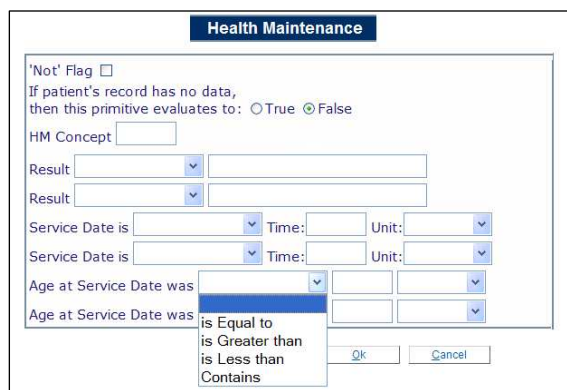 Health Maintenance
'Not' Flag
If patient's record has no data,
then this primitive evaluates to: True False
HM Concept
Result
Result
Service Date is Time: Unit:
Service Date is Time: Unit:
Age at Service Date was
Age at Service Date was
is Equal to
is Greater than
is Less than
Contains
Ok Cancel